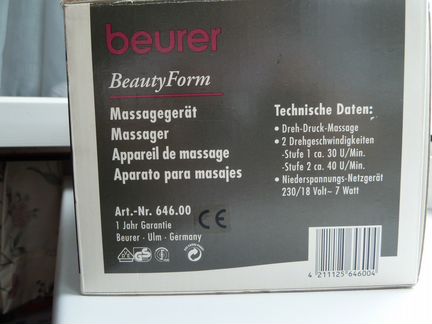 beurer
BeautyForm
Massagegerät
Massager
Appareil de massage
Aparato para masajes
Art.-Nr. 646.00
1 Jahr Garantie
Beurer · Ulm · Germany
CE
Technische Daten:
• Dreh-Druck-Massage
• 2 Drehgeschwindigkeiten
-Stufe 1 ca. 30 U/Min.
-Stufe 2 ca. 40 U/Min.
• Niederspannungs-Netzgerät
230/18 Volt~ 7 Watt
4 211125 646004